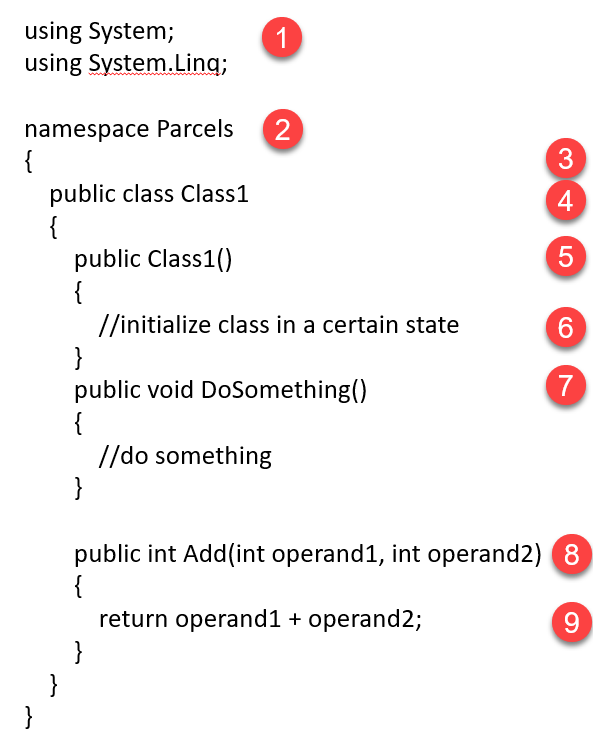 using System; 1
using System.Linq;
namespace Parcels 2
{ 3
public class Class1 4
{
public Class1() 5
{
//initialize class in a certain state 6
}
public void DoSomething() 7
{
//do something
}
public int Add(int operand1, int operand2) 8
{
return operand1 + operand2; 9
}
}
}